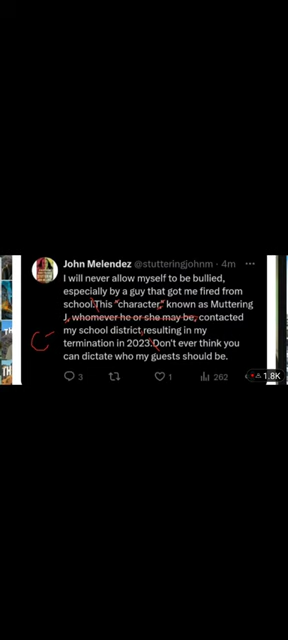 John Melendez @stutteringjohnm · 4m ...
I will never allow myself to be bullied,
especially by a guy that got me fired from
school.This "character," known as Muttering
J, whomever he or she may be, contacted
my school district resulting in my
termination in 2023.Don't ever think you
can dictate who my guests should be.
3 1 262
1.8K
C